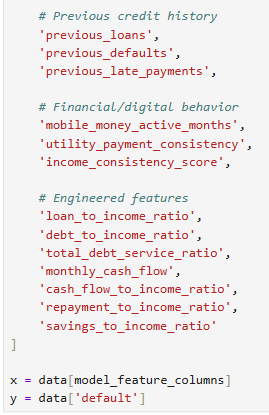 # Previous credit history
'previous_loans',
'previous_defaults',
'previous_late_payments',
# Financial/digital behavior
'mobile_money_active_months',
'utility_payment_consistency',
'income_consistency_score',
# Engineered features
'loan_to_income_ratio',
'debt_to_income_ratio',
'total_debt_service_ratio',
'monthly_cash_flow',
'cash_flow_to_income_ratio',
'repayment_to_income_ratio',
'savings_to_income_ratio'
]
x = data[model_feature_columns]
y = data['default']